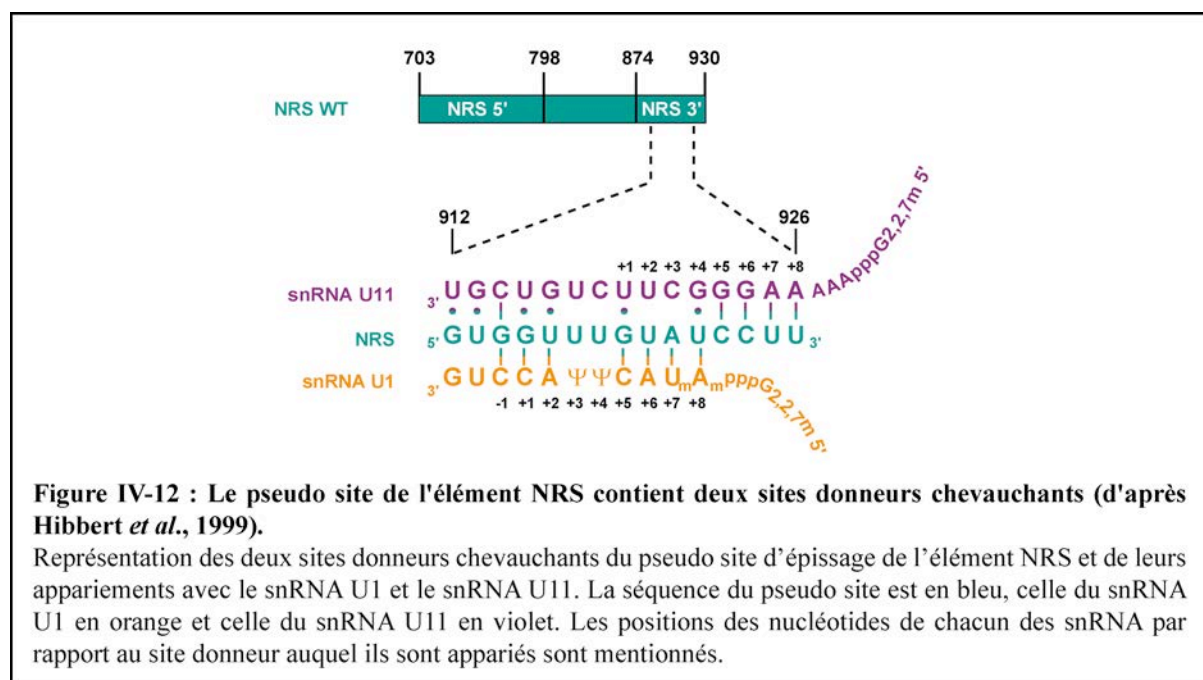 703 798 874 930
NRS WT NRS 5' NRS 3'
912 926
+1 +2 +3 +4 +5 +6 +7 +8
snRNA U11 3' U G C U G U C U U C G G G A A AAApppG2,2,7m 5'
NRS 5' G U G G U U U G U A U C C U U 3'
snRNA U1 3' G U C C A Ψ Ψ C A UmAmpppG2,2,7m 5'
-1 +1 +2 +3 +4 +5 +6 +7 +8
Figure IV-12 : Le pseudo site de l'élément NRS contient deux sites donneurs chevauchants (d'après
Hibbert et al., 1999).
Représentation des deux sites donneurs chevauchants du pseudo site d’épissage de l’élément NRS et de leurs
appariements avec le snRNA U1 et le snRNA U11. La séquence du pseudo site est en bleu, celle du snRNA
U1 en orange et celle du snRNA U11 en violet. Les positions des nucléotides de chacun des snRNA par
rapport au site donneur auquel ils sont appariés sont mentionnés.